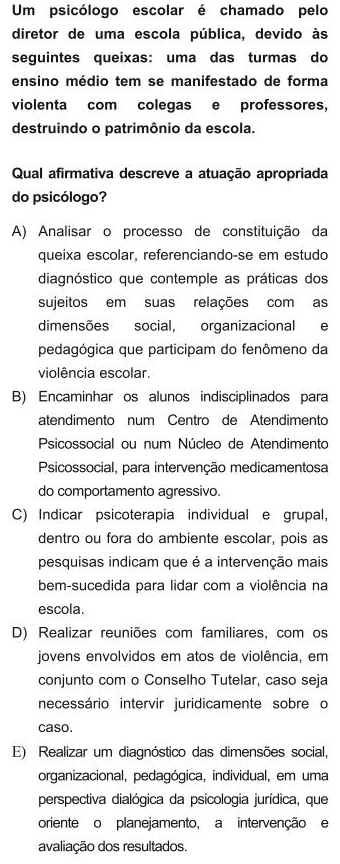 Um psicólogo escolar é chamado pelo
diretor de uma escola pública, devido às
seguintes queixas: uma das turmas do
ensino médio tem se manifestado de forma
violenta com colegas e professores,
destruindo o patrimônio da escola.
Qual afirmativa descreve a atuação apropriada
do psicólogo?
A) Analisar o processo de constituição da
queixa escolar, referenciando-se em estudo
diagnóstico que contemple as práticas dos
sujeitos em suas relações com as
dimensões social, organizacional e
pedagógica que participam do fenômeno da
violência escolar.
B) Encaminhar os alunos indisciplinados para
atendimento num Centro de Atendimento
Psicossocial ou num Núcleo de Atendimento
Psicossocial, para intervenção medicamentosa
do comportamento agressivo.
C) Indicar psicoterapia individual e grupal,
dentro ou fora do ambiente escolar, pois as
pesquisas indicam que é a intervenção mais
bem-sucedida para lidar com a violência na
escola.
D) Realizar reuniões com familiares, com os
jovens envolvidos em atos de violência, em
conjunto com o Conselho Tutelar, caso seja
necessário intervir juridicamente sobre o
caso.
E) Realizar um diagnóstico das dimensões social,
organizacional, pedagógica, individual, em uma
perspectiva dialógica da psicologia jurídica, que
oriente o planejamento, a intervenção e
avaliação dos resultados.